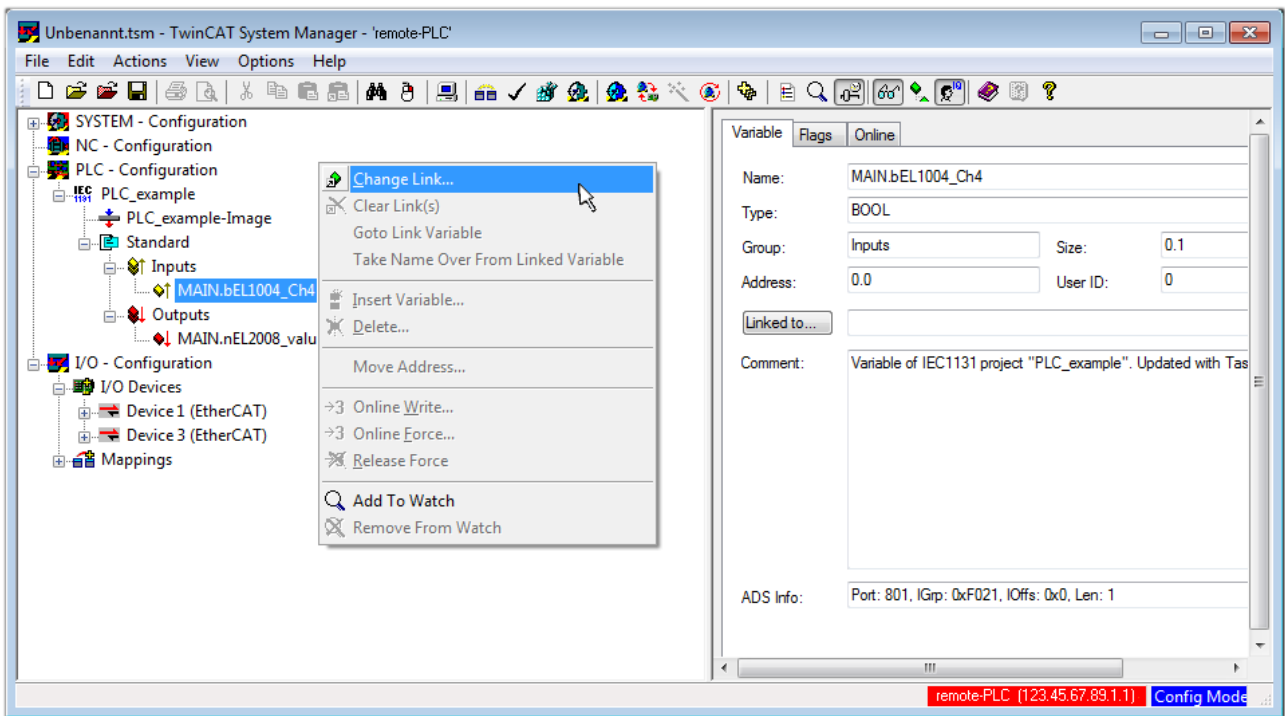 Unbenannt.tsm - TwinCAT System Manager - 'remote-PLC'
File Edit Actions View Options Help
SYSTEM - Configuration
NC - Configuration
PLC - Configuration
IEC
1131
PLC_example
PLC_example-Image
Standard
Inputs
MAIN.bEL1004_Ch4
Outputs
MAIN.nEL2008_valu
I/O - Configuration
I/O Devices
Device 1 (EtherCAT)
Device 3 (EtherCAT)
Mappings
Change Link...
Clear Link(s)
Goto Link Variable
Take Name Over From Linked Variable
Insert Variable...
Delete...
Move Address...
→3 Online Write...
→3 Online Force...
Release Force
Add To Watch
Remove From Watch
Variable Flags Online
Name: MAIN.bEL1004_Ch4
Type: BOOL
Group: Inputs Size: 0.1
Address: 0.0 User ID: 0
Linked to...
Comment: Variable of IEC1131 project "PLC_example". Updated with Tas
ADS Info: Port: 801, IGrp: 0xF021, IOffs: 0x0, Len: 1
remote-PLC (123.45.67.89.1.1) Config Mode